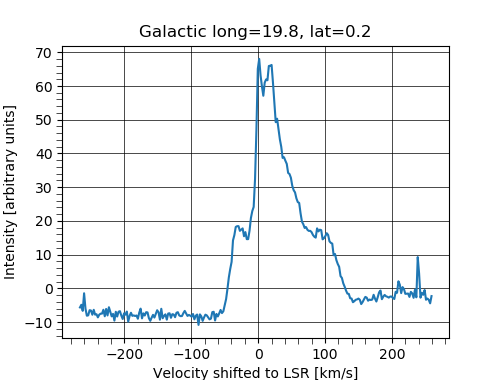 Galactic long=19.8, lat=0.2
70
60
50
40
30
20
10
0
−10
Intensity [arbitrary units]
−200 −100 0 100 200
Velocity shifted to LSR [km/s]